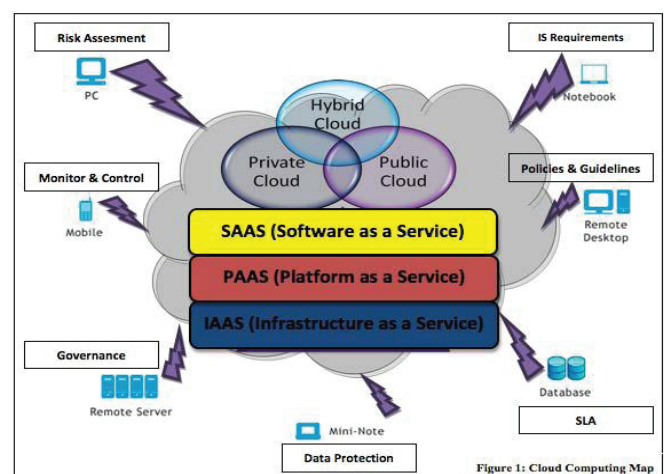 Risk Assesment
IS Requirements
PC
Notebook
Hybrid
Cloud
Private
Cloud
Public
Cloud
Monitor & Control
Policies & Guidelines
Mobile
Remote
Desktop
SAAS (Software as a Service)
PAAS (Platform as a Service)
IAAS (Infrastructure as a Service)
Governance
Remote Server
Database
SLA
Mini-Note
Data Protection
Figure 1: Cloud Computing Map